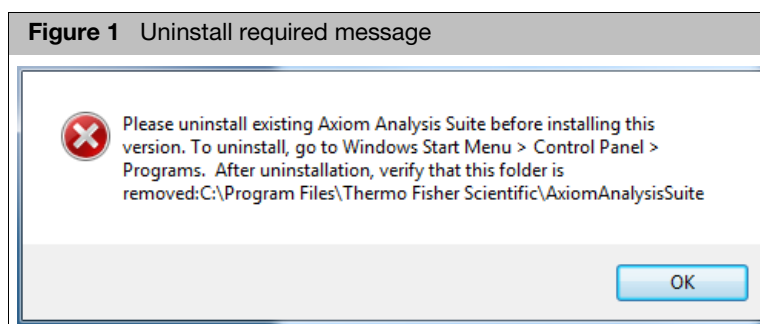 Figure 1 Uninstall required message
Please uninstall existing Axiom Analysis Suite before installing this
version. To uninstall, go to Windows Start Menu > Control Panel >
Programs. After uninstallation, verify that this folder is
removed:C:\Program Files\Thermo Fisher Scientific\AxiomAnalysisSuite
OK